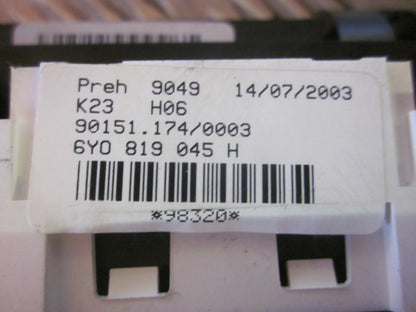 Preh 9049 14/07/2003
K23 H06
90151.174/0003
6Y0 819 045 H
*98320*